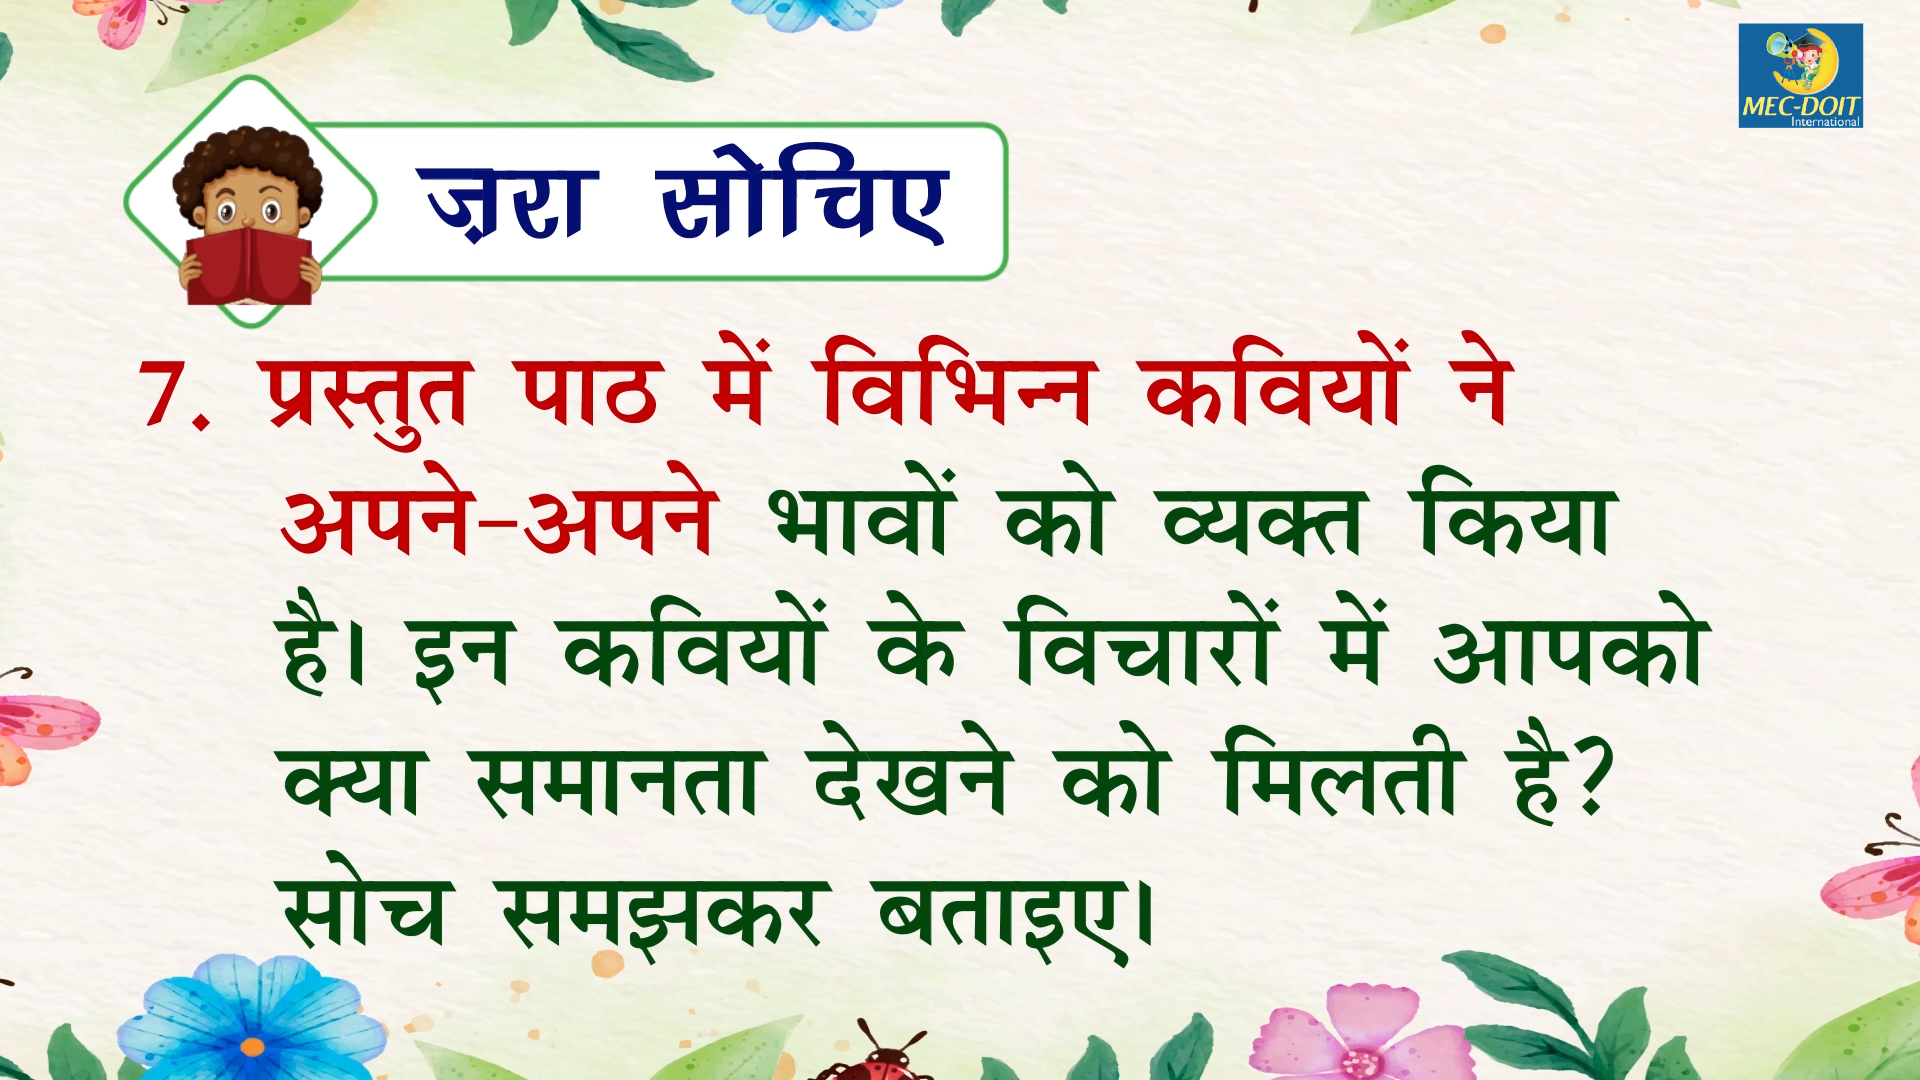 MEC-DOIT
International
ज़रा सोचिए
7. प्रस्तुत पाठ में विभिन्न कवियों ने
अपने-अपने भावों को व्यक्त किया
है। इन कवियों के विचारों में आपको
क्या समानता देखने को मिलती है?
सोच समझकर बताइए।